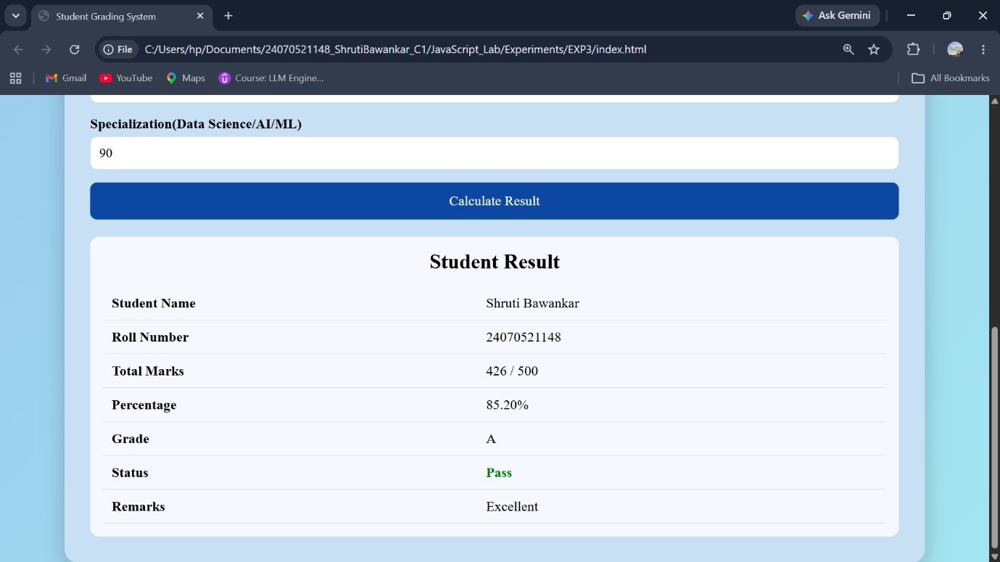 Student Grading System
Ask Gemini
File C:/Users/hp/Documents/24070521148_ShrutiBawankar_C1/JavaScript_Lab/Experiments/EXP3/index.html
Gmail YouTube Maps Course: LLM Engine... All Bookmarks
Specialization(Data Science/AI/ML)
90
Calculate Result
Student Result
Student Name Shruti Bawankar
Roll Number 24070521148
Total Marks 426 / 500
Percentage 85.20%
Grade A
Status Pass
Remarks Excellent